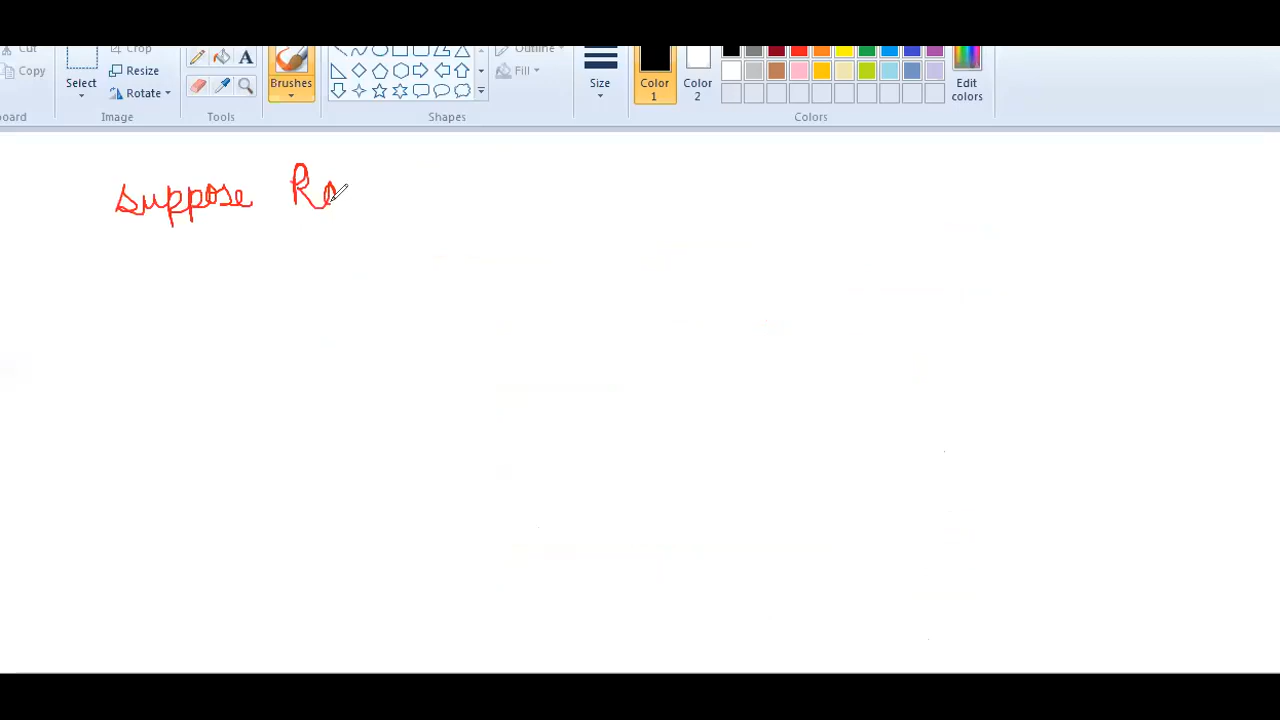 Cut
Crop
Outline
Copy
Select
Resize
Rotate
A
Brushes
Fill
Size
Color 1
Color 2
Edit colors
oard
Image
Tools
Shapes
Colors
suppose